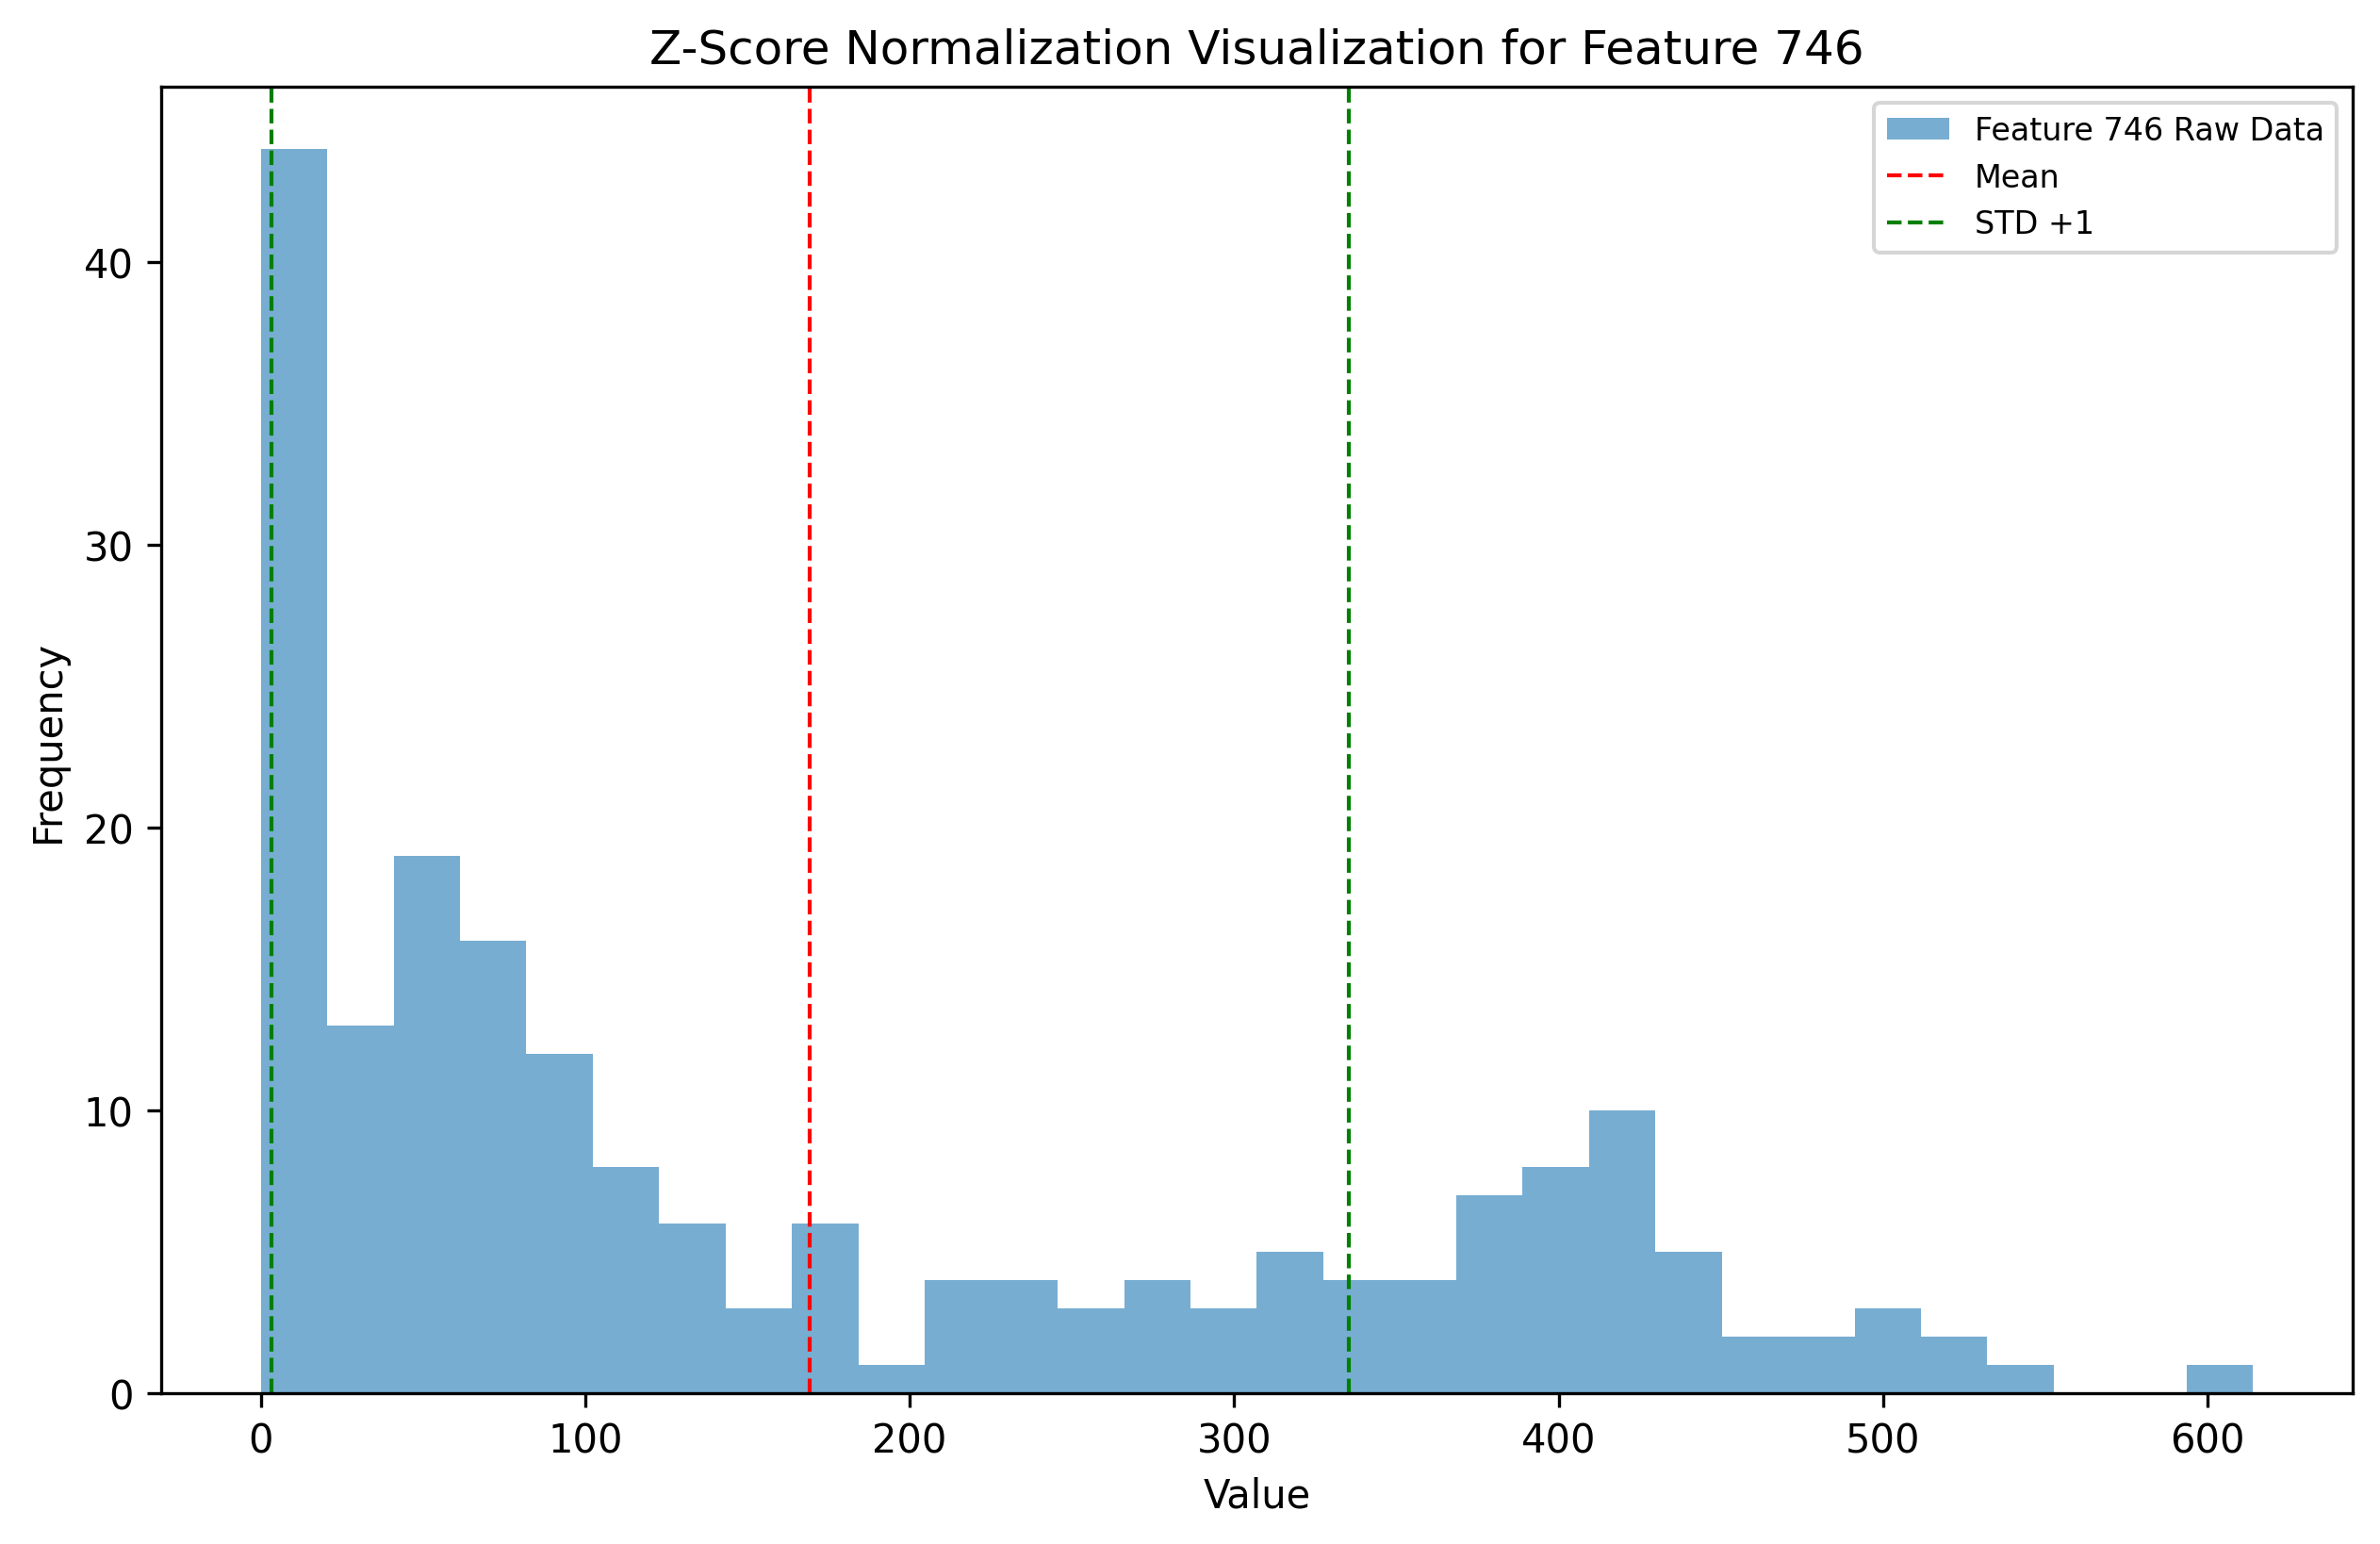 Z-Score Normalization Visualization for Feature 746
Feature 746 Raw Data
Mean
STD +1
Frequency
40
30
20
10
0
0 100 200 300 400 500 600
Value